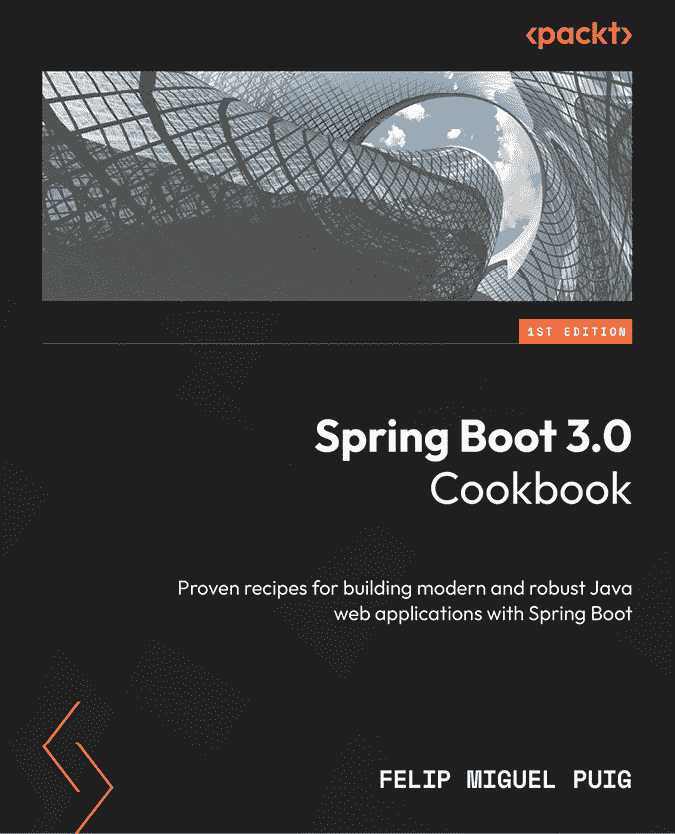 <packt>
1ST EDITION
Spring Boot 3.0
Cookbook
Proven recipes for building modern and robust Java
web applications with Spring Boot
FELIP MIGUEL PUIG